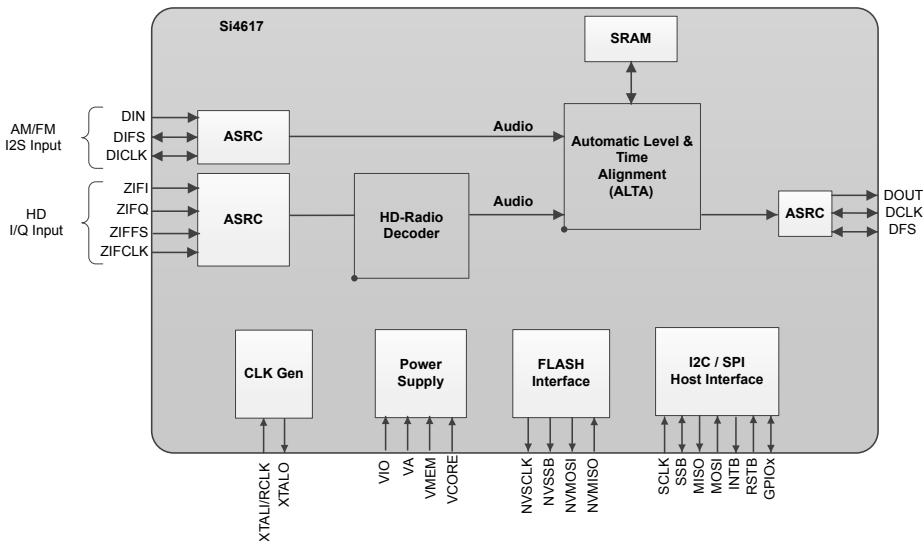 Si4617
SRAM
AM/FM
I2S Input
DIN
DIFS
DICLK
ASRC
Audio
Automatic Level &
Time
Alignment
(ALTA)
HD
I/Q Input
ZIFI
ZIFQ
ZIFFS
ZIFCLK
ASRC
HD-Radio
Decoder
Audio
ASRC
DOUT
DCLK
DFS
CLK Gen
Power
Supply
FLASH
Interface
I2C / SPI
Host Interface
XTALI/RCLK
XTALO
VIO
VA
VMEM
VCORE
NVSCLK
NVSSB
NVMOSI
NVMISO
SCLK
SSB
MISO
MOSI
INTB
RSTB
GPIOx